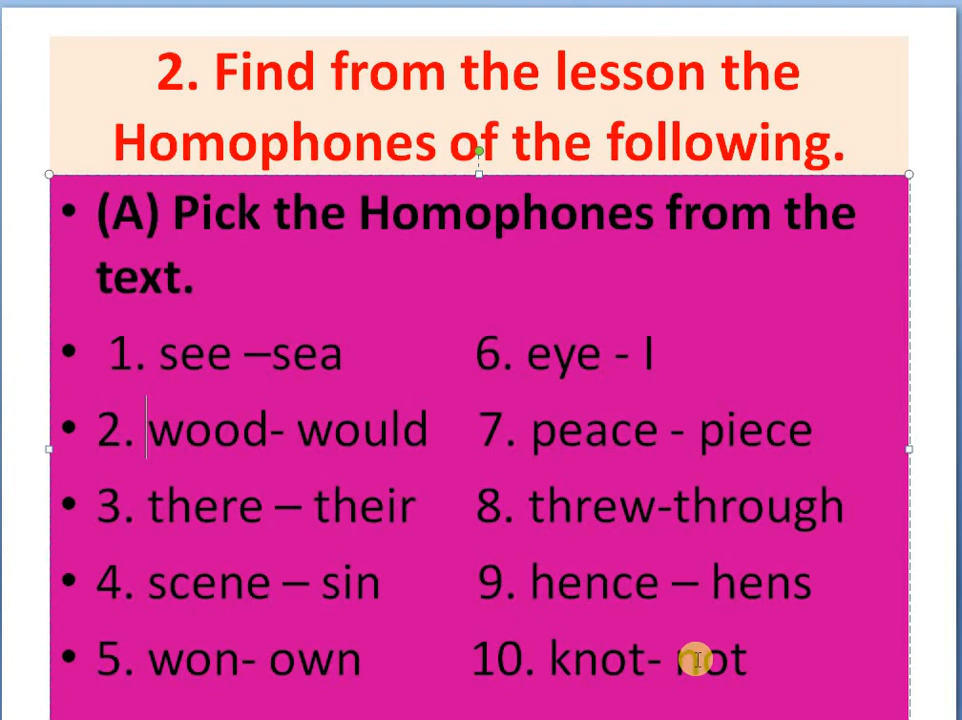 2. Find from the lesson the
Homophones of the following.
• (A) Pick the Homophones from the
text.
• 1. see –sea 6. eye - I
• 2. wood- would 7. peace - piece
• 3. there – their 8. threw-through
• 4. scene – sin 9. hence – hens
• 5. won- own 10. knot- not